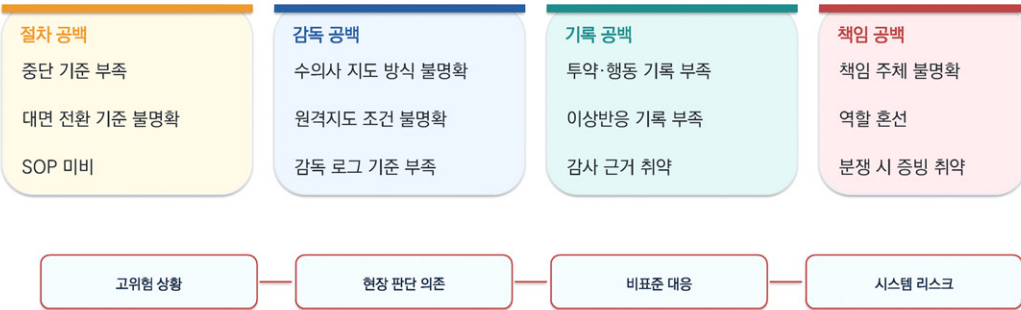 절차 공백
중단 기준 부족
대면 전환 기준 불명확
SOP 미비
감독 공백
수의사 지도 방식 불명확
원격지도 조건 불명확
감독 로그 기준 부족
기록 공백
투약·행동 기록 부족
이상반응 기록 부족
감사 근거 취약
책임 공백
책임 주체 불명확
역할 혼선
분쟁 시 증빙 취약
고위험 상황
현장 판단 의존
비표준 대응
시스템 리스크